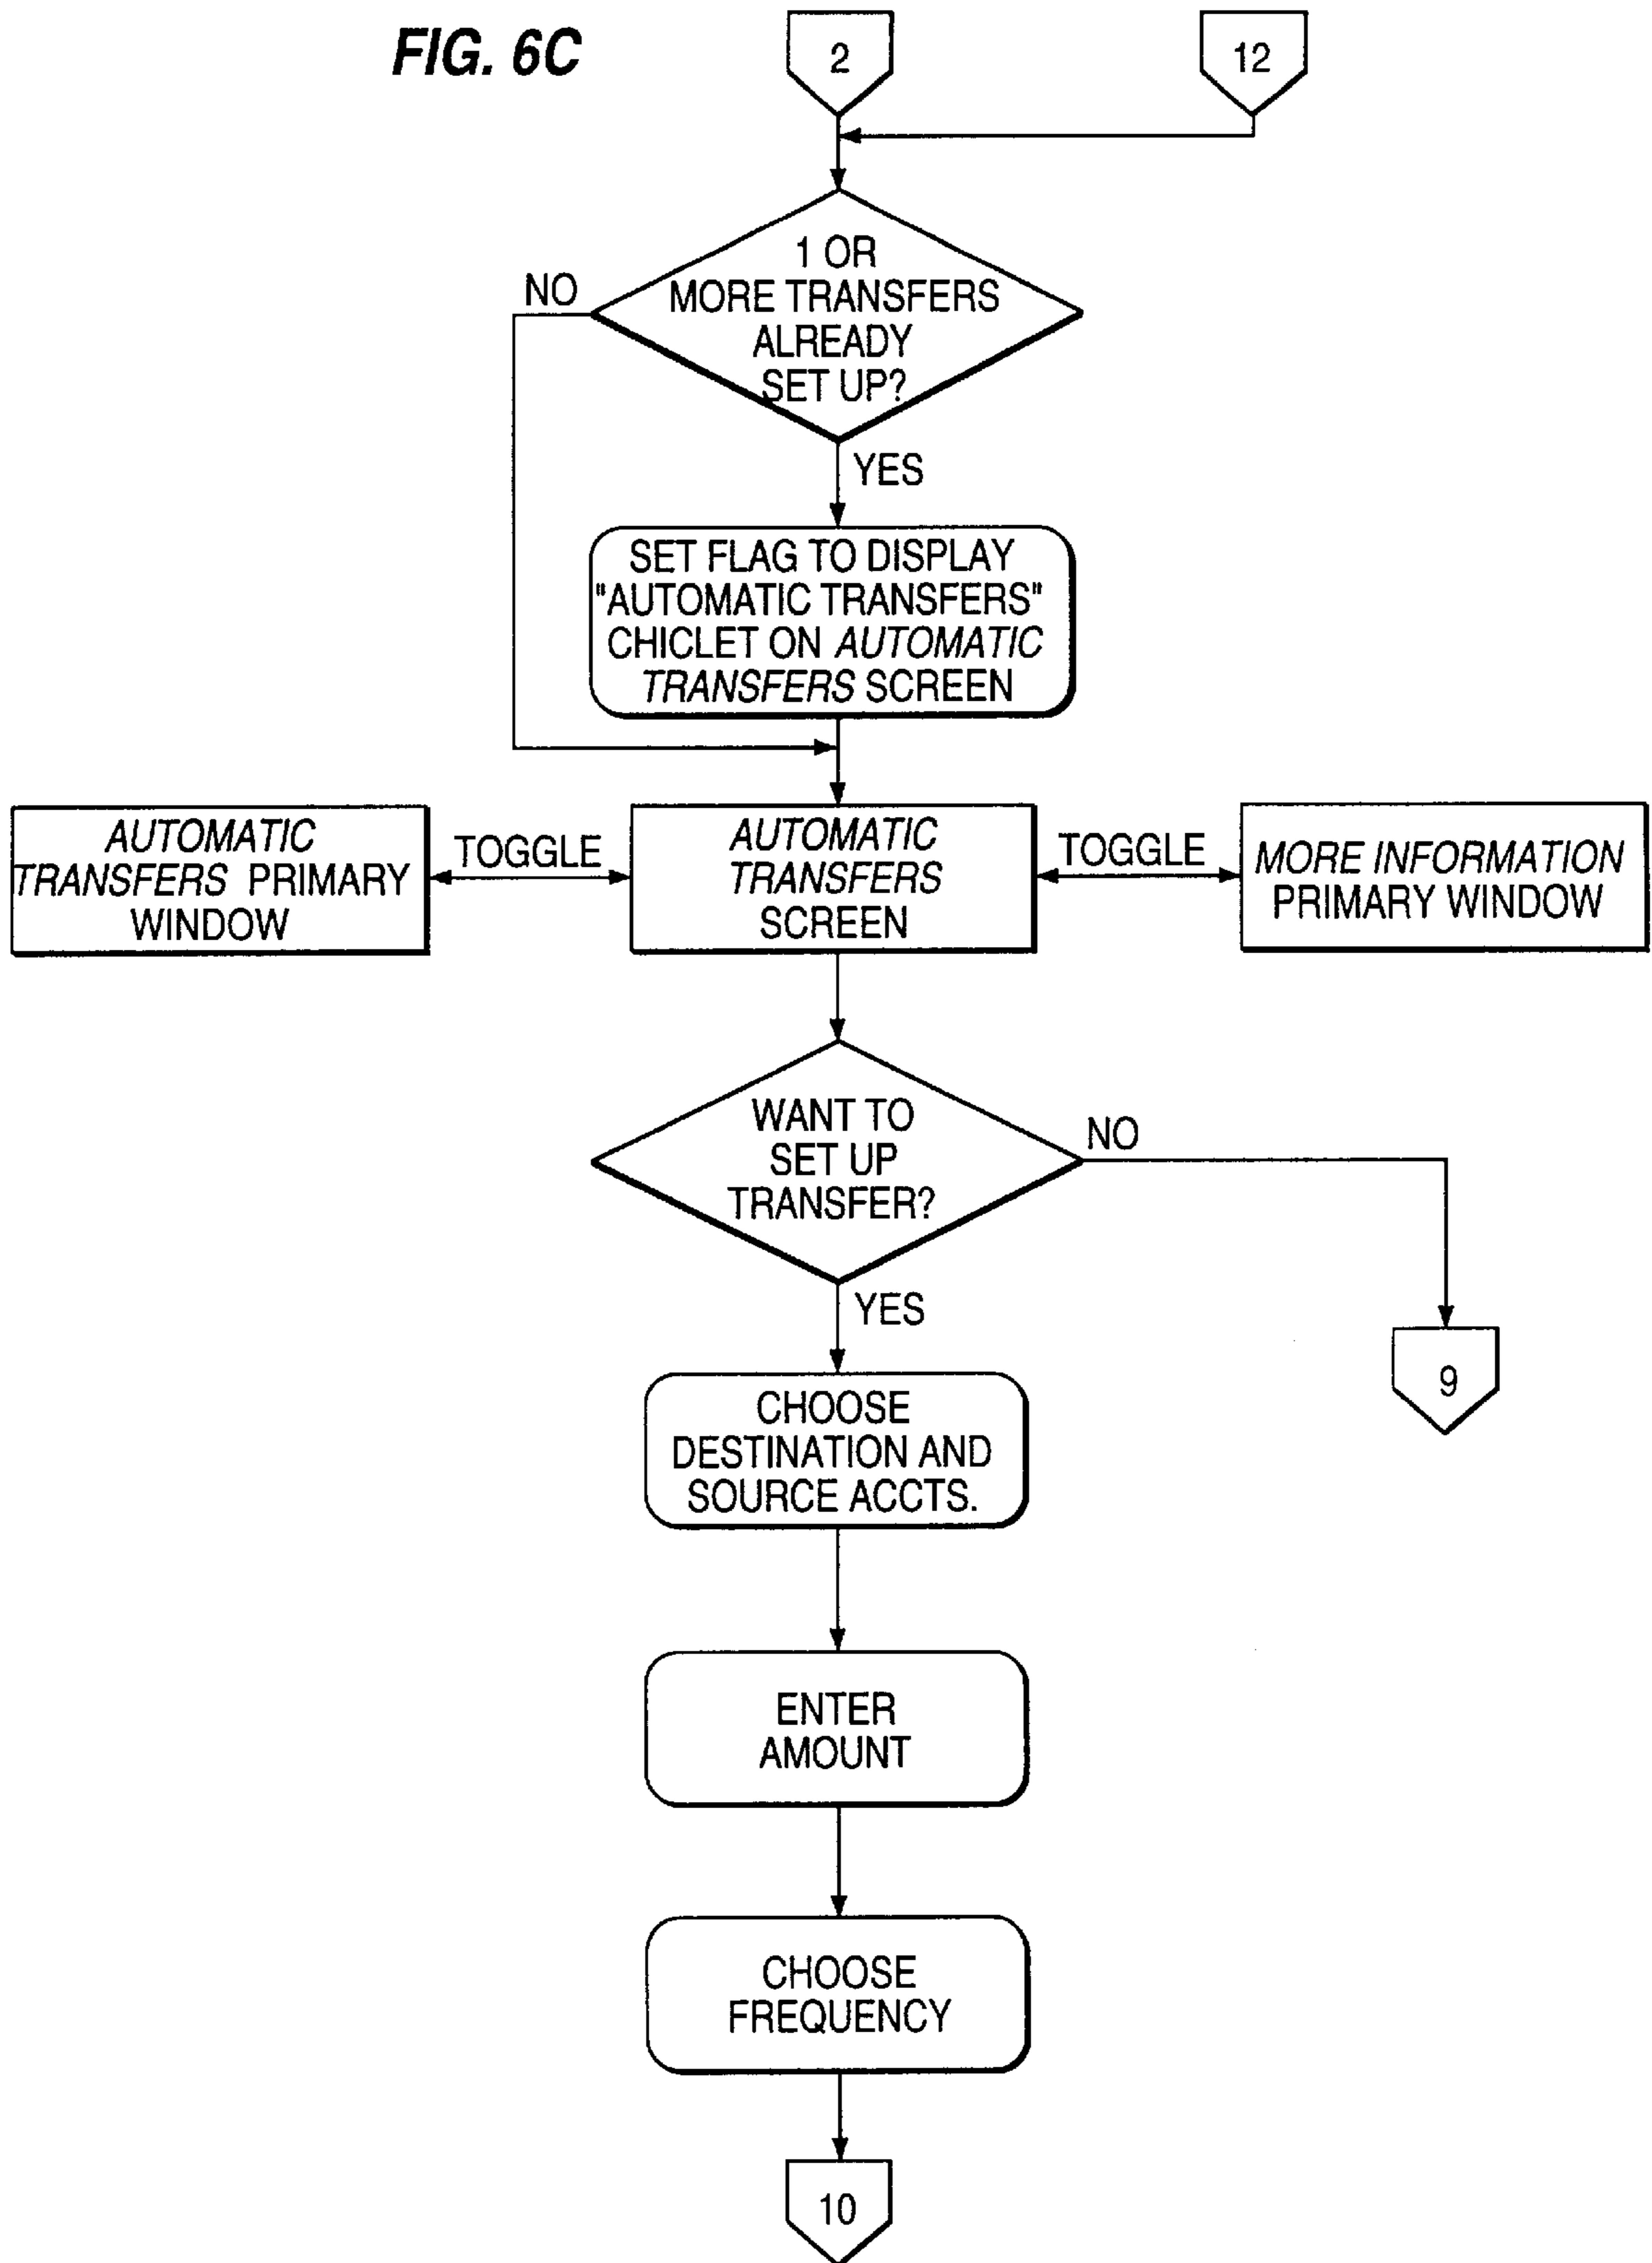 FIG. 6C
2
12
1 OR
MORE TRANSFERS
ALREADY
SET UP?
NO
YES
SET FLAG TO DISPLAY
"AUTOMATIC TRANSFERS"
CHICLET ON AUTOMATIC
TRANSFERS SCREEN
AUTOMATIC
TRANSFERS PRIMARY
WINDOW
TOGGLE
AUTOMATIC
TRANSFERS
SCREEN
TOGGLE
MORE INFORMATION
PRIMARY WINDOW
WANT TO
SET UP
TRANSFER?
NO
YES
9
CHOOSE
DESTINATION AND
SOURCE ACCTS.
ENTER
AMOUNT
CHOOSE
FREQUENCY
10